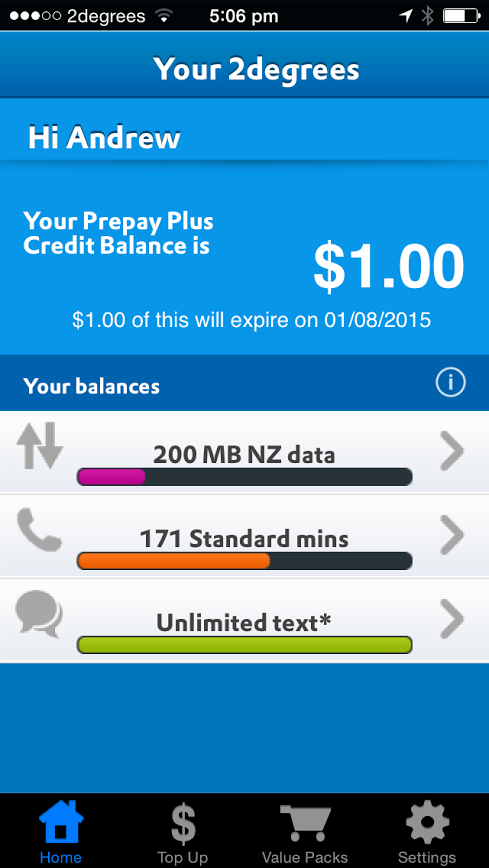 2degrees 5:06 pm
Your 2degrees
Hi Andrew
Your Prepay Plus
Credit Balance is
$1.00
$1.00 of this will expire on 01/08/2015
Your balances
200 MB NZ data
171 Standard mins
Unlimited text*
Home Top Up Value Packs Settings